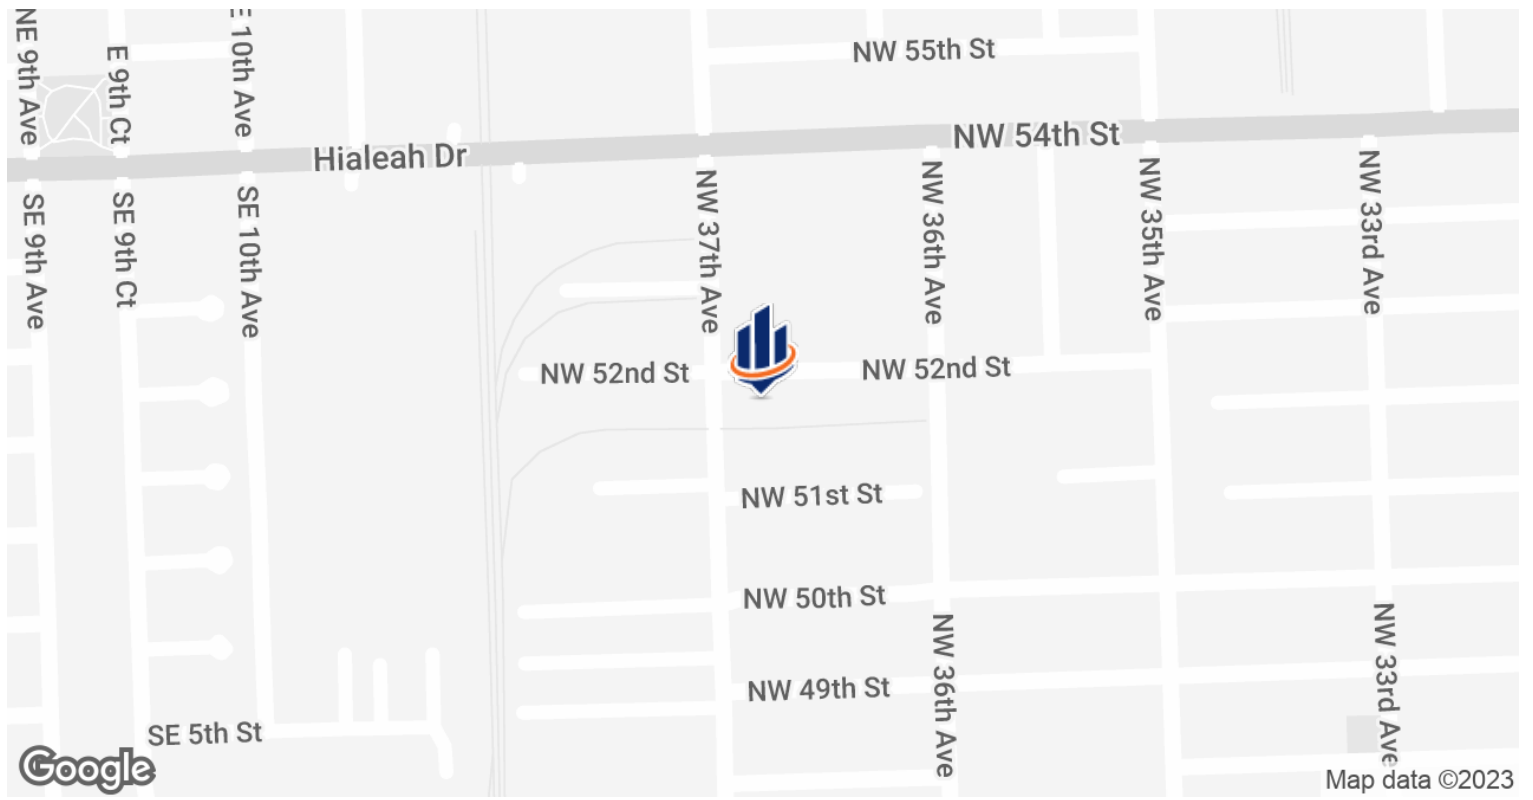 NE 9th Ave
E 9th Ct
E 10th Ave
NW 55th St
NW 54th St
Hialeah Dr
SE 9th Ave
SE 9th Ct
SE 10th Ave
NW 37th Ave
NW 36th Ave
NW 35th Ave
NW 33rd Ave
NW 52nd St
NW 52nd St
NW 51st St
NW 50th St
NW 49th St
NW 36th Ave
NW 33rd Ave
SE 5th St
Google
Map data ©2023